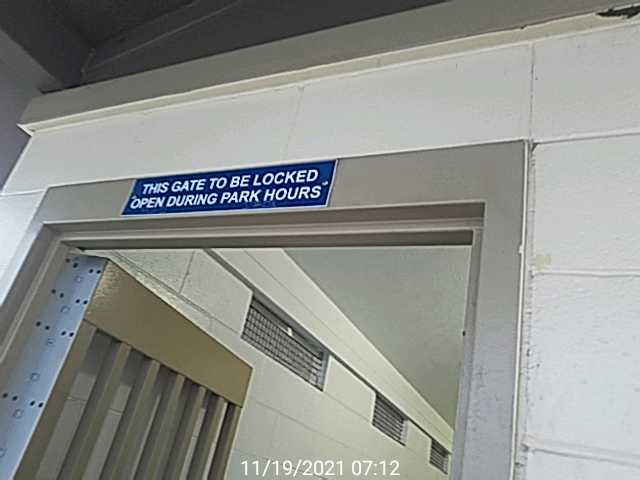 THIS GATE TO BE LOCKED
OPEN DURING PARK HOURS
11/19/2021 07:12